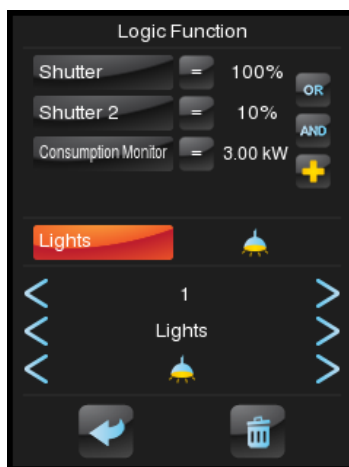 Logic Function
Shutter = 100%
OR
Shutter 2 = 10%
AND
Consumption Monitor = 3.00 kW
Lights
1
Lights